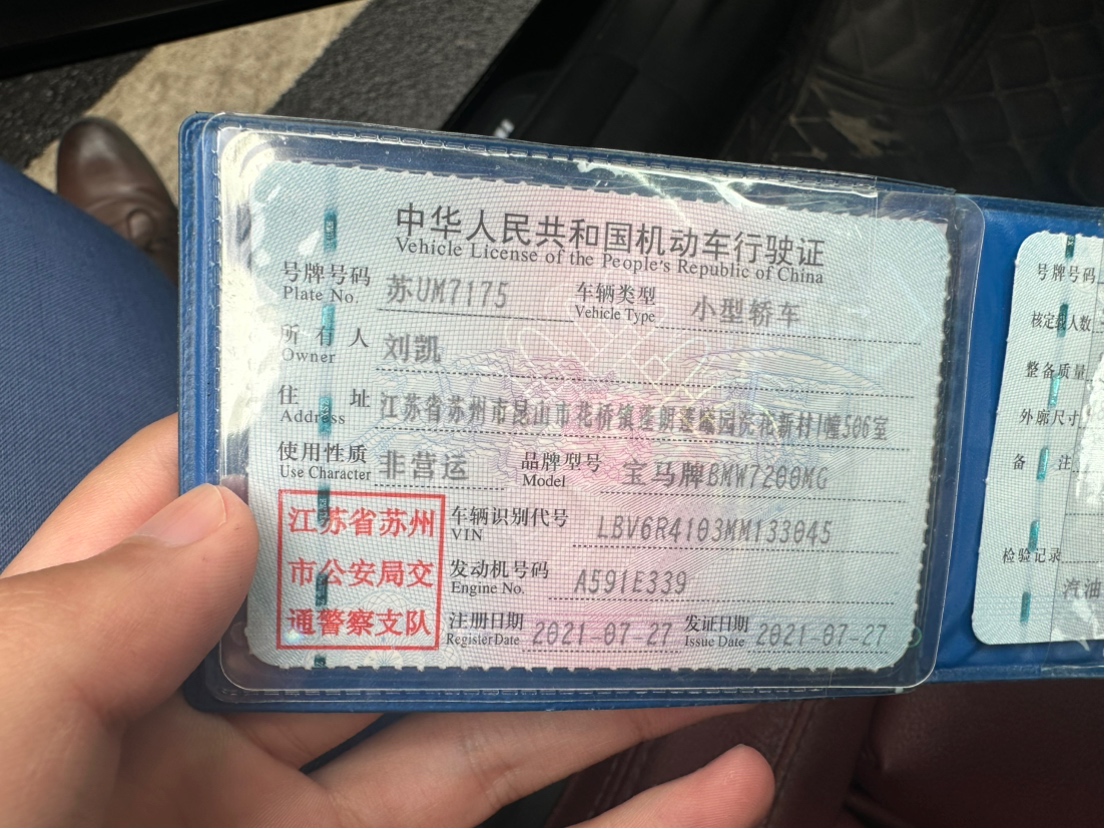 中华人民共和国机动车行驶证
Vehicle License of the People's Republic of China
号牌号码 苏UM7175 车辆类型 小型轿车
Plate No. Vehicle Type
所有人 刘凯
Owner
住址 江苏省苏州市昆山市花桥镇蓬朗蓬曦园浣花新村1幢506室
Address
使用性质 非营运 品牌型号 宝马牌BMW7200MG
Use Character Model
江苏省苏州
市公安局交
通警察支队
车辆识别代号 LBV6R4103MM133045
VIN
发动机号码 A591E339
Engine No.
注册日期 2021-07-27 发证日期 2021-07-27
Register Date Issue Date
号牌号码
核定载人数
整备质量
外廓尺寸
备注
检验记录
汽油